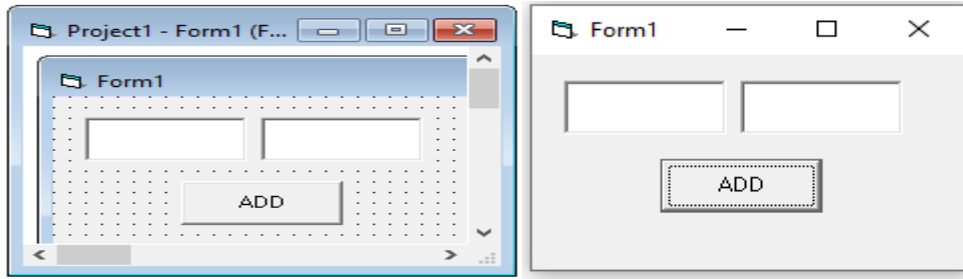 Project1 - Form1 (F...
Form1
ADD
Form1
ADD